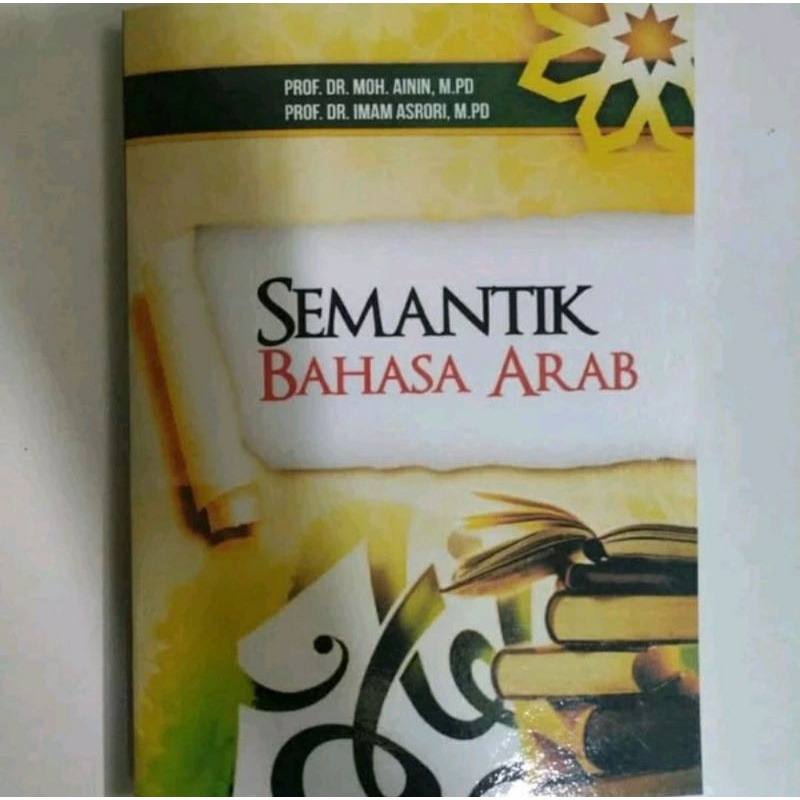 PROF. DR. MOH. AININ, M.PD
PROF. DR. IMAM ASRORI, M.PD
SEMANTIK
BAHASA ARAB